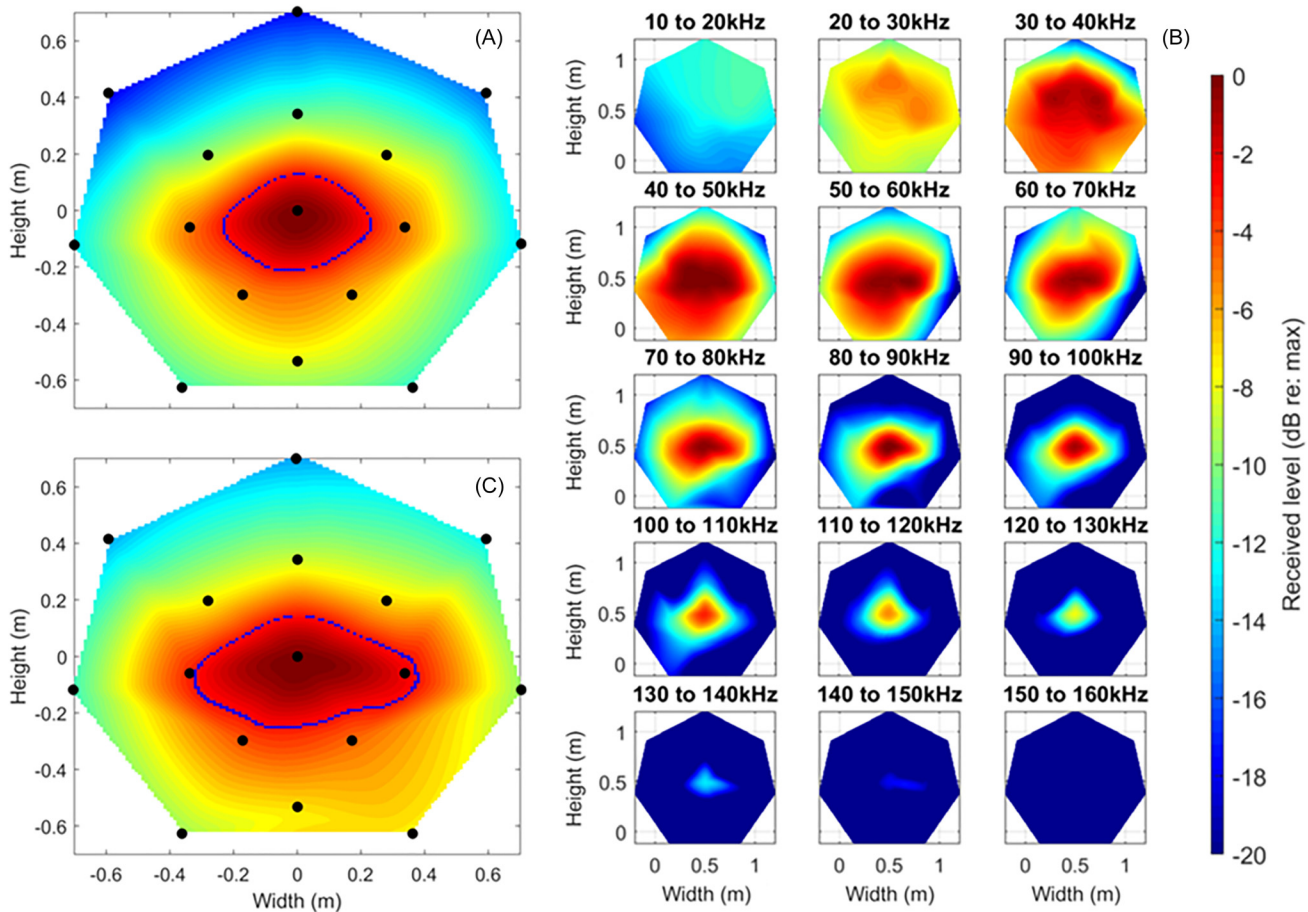 (A)
0.6
0.4
0.2
0
-0.2
-0.4
-0.6
Height (m)
(C)
0.6
0.4
0.2
0
-0.2
-0.4
-0.6
Height (m)
-0.6 -0.4 -0.2 0 0.2 0.4 0.6
Width (m)
(B)
10 to 20kHz 20 to 30kHz 30 to 40kHz
1
0.5
0
Height (m)
40 to 50kHz 50 to 60kHz 60 to 70kHz
1
0.5
0
Height (m)
70 to 80kHz 80 to 90kHz 90 to 100kHz
1
0.5
0
Height (m)
100 to 110kHz 110 to 120kHz 120 to 130kHz
1
0.5
0
Height (m)
130 to 140kHz 140 to 150kHz 150 to 160kHz
1
0.5
0
Height (m)
0 0.5 1 0 0.5 1 0 0.5 1
Width (m) Width (m) Width (m)
0
-2
-4
-6
-8
-10
-12
-14
-16
-18
-20
Received level (dB re: max)